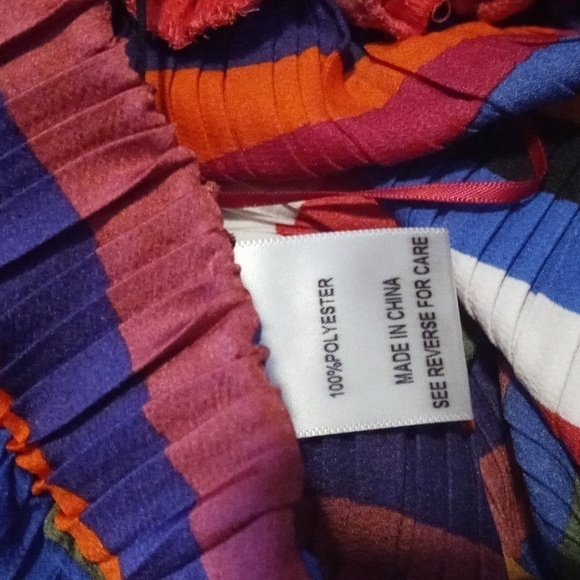 100%POLYESTER
MADE IN CHINA
SEE REVERSE FOR CARE